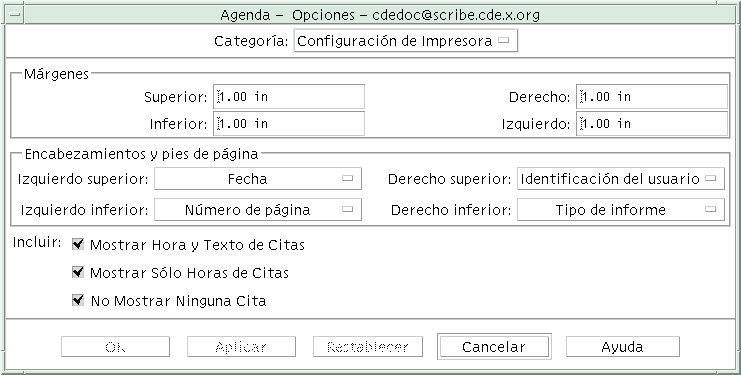 Agenda – Opciones – cdedoc@scribe.cde.x.org
Categoría: Configuración de Impresora
Márgenes
Superior: 1.00 in Derecho: 1.00 in
Inferior: 1.00 in Izquierdo: 1.00 in
Encabezamientos y pies de página
Izquierdo superior: Fecha Derecho superior: Identificación del usuario
Izquierdo inferior: Número de página Derecho inferior: Tipo de informe
Incluir: Mostrar Hora y Texto de Citas
Mostrar Sólo Horas de Citas
No Mostrar Ninguna Cita
OK Aplicar Restablecer Cancelar Ayuda